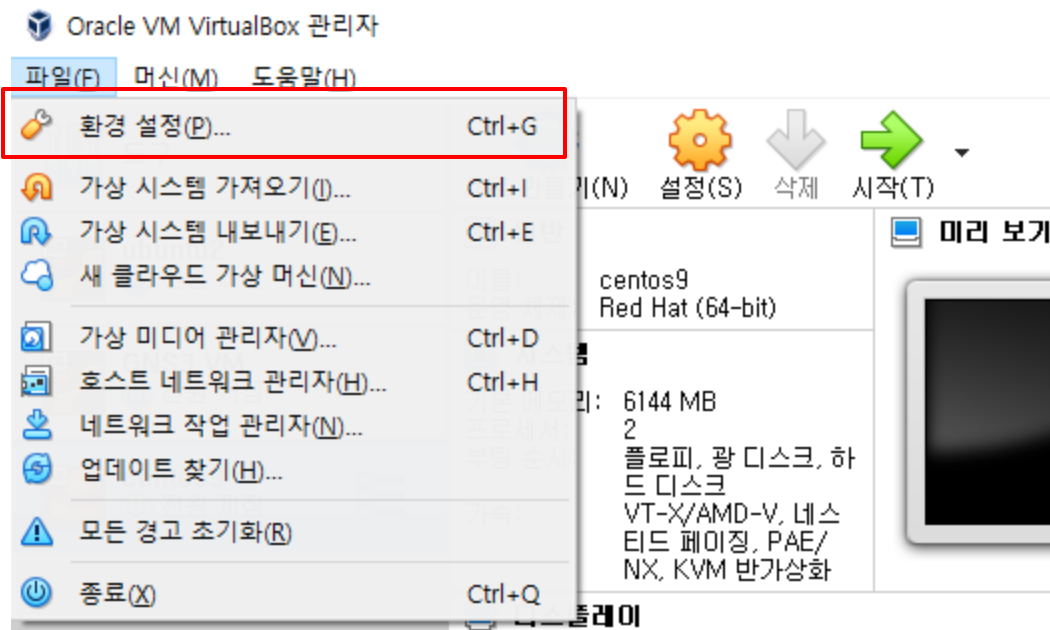 Oracle VM VirtualBox 관리자
파일(F) 머신(M) 도움말(H)
환경 설정(P)... Ctrl+G
가상 시스템 가져오기(I)... Ctrl+I
가상 시스템 내보내기(E)... Ctrl+E
새 클라우드 가상 머신(N)...
가상 미디어 관리자(V)... Ctrl+D
호스트 네트워크 관리자(H)... Ctrl+H
네트워크 작업 관리자(N)...
업데이트 찾기(H)...
모든 경고 초기화(R)
종료(X) Ctrl+Q
(N) 설정(S) 삭제 시작(T)
미리 보기
centos9
Red Hat (64-bit)
6144 MB
2
플로피, 광 디스크, 하
드 디스크
VT-X/AMD-V, 네스
티드 페이징, PAE/
NX, KVM 반가상화
디스플레이